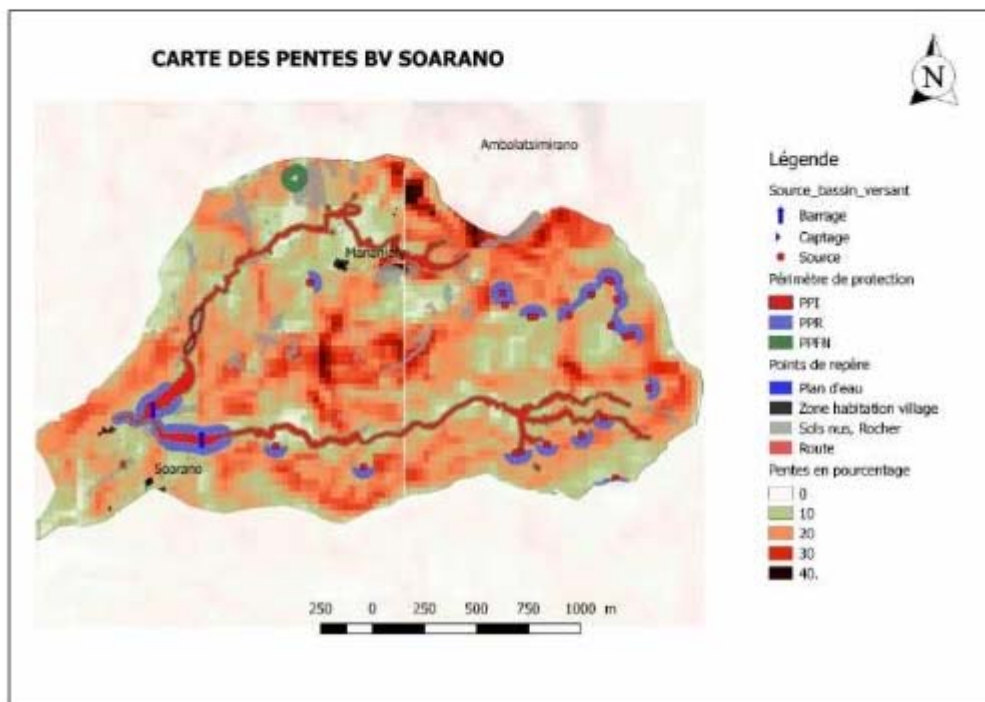 CARTE DES PENTES BV SOARANO
N
Ambalatsimirano
Soarano
Légende
Source_bassin_versant
Barrage
Captage
Source
Périmètre de protection
PPI
PPR
PPEN
Points de repère
Plan d'eau
Zone habitation village
Sols nus, Rocher
Route
Pentes en pourcentage
0
10
20
30
40.
250 0 250 500 750 1000 m